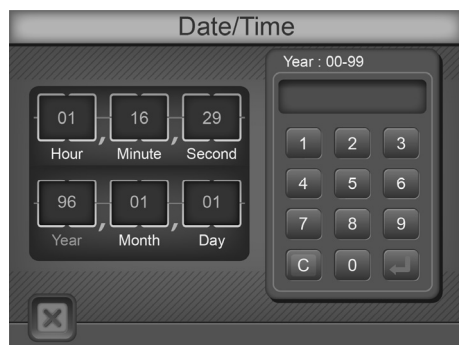 Date/Time
Year : 00-99
01 16 29
Hour Minute Second
96 01 01
Year Month Day
1 2 3
4 5 6
7 8 9
C 0